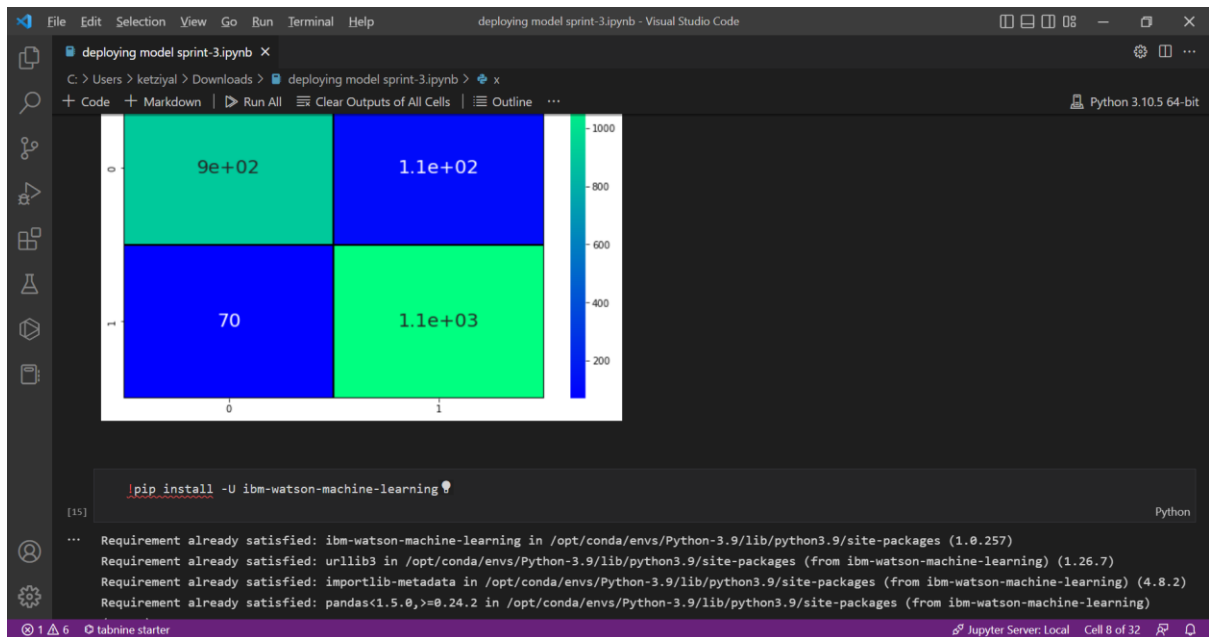 File Edit Selection View Go Run Terminal Help deploying model sprint-3.ipynb - Visual Studio Code
deploying model sprint-3.ipynb
C: > Users > ketziyal > Downloads > deploying model sprint-3.ipynb > x
+ Code + Markdown | Run All Clear Outputs of All Cells | Outline ... Python 3.10.5 64-bit
1000
0 9e+02 1.1e+02
800
600
400
1 70 1.1e+03
200
0 1
!pip install -U ibm-watson-machine-learning
[15] Python
... Requirement already satisfied: ibm-watson-machine-learning in /opt/conda/envs/Python-3.9/lib/python3.9/site-packages (1.0.257)
Requirement already satisfied: urllib3 in /opt/conda/envs/Python-3.9/lib/python3.9/site-packages (from ibm-watson-machine-learning) (1.26.7)
Requirement already satisfied: importlib-metadata in /opt/conda/envs/Python-3.9/lib/python3.9/site-packages (from ibm-watson-machine-learning) (4.8.2)
Requirement already satisfied: pandas<1.5.0,>=0.24.2 in /opt/conda/envs/Python-3.9/lib/python3.9/site-packages (from ibm-watson-machine-learning)
1 6 tabnine starter Jupyter Server: Local Cell 8 of 32